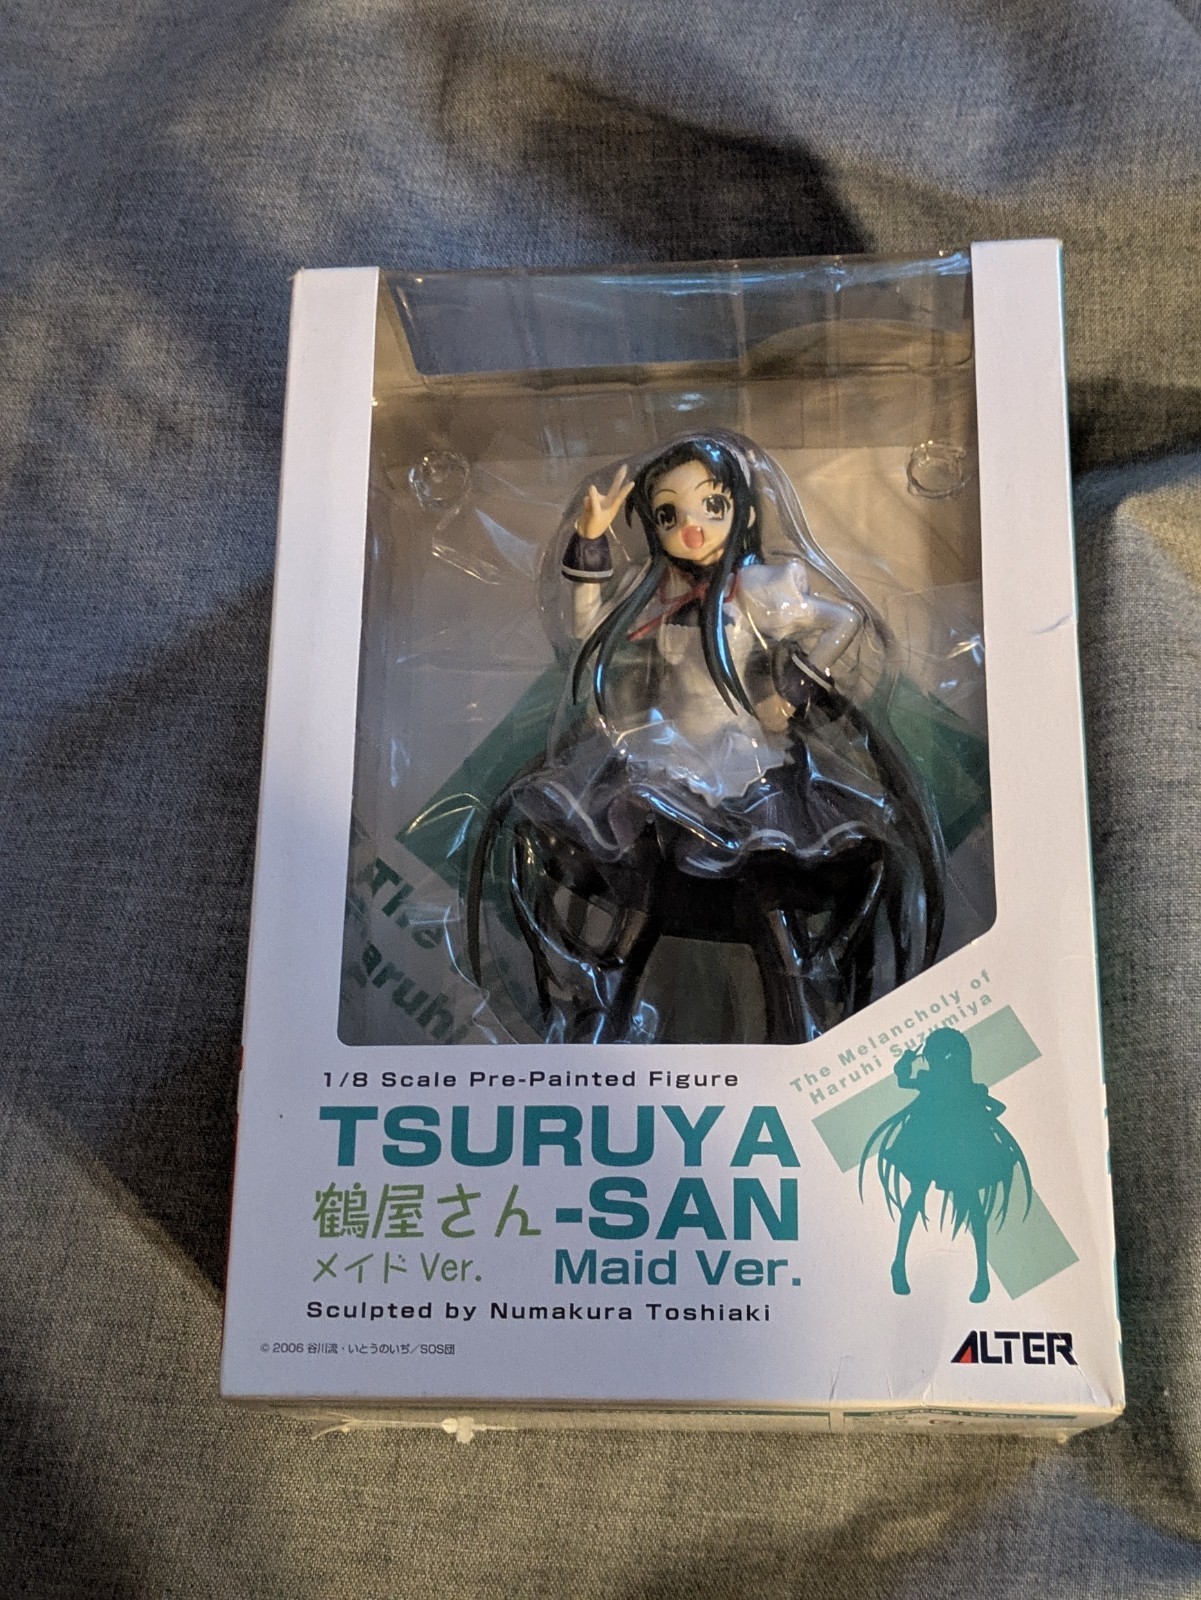 The
aruhi
The Melancholy of
Haruhi Suzumiya
1/8 Scale Pre-Painted Figure
TSURUYA
鶴屋さん -SAN
メイド Ver. Maid Ver.
Sculpted by Numakura Toshiaki
© 2006 谷川流・いとうのいぢ/SOS団
ALTER